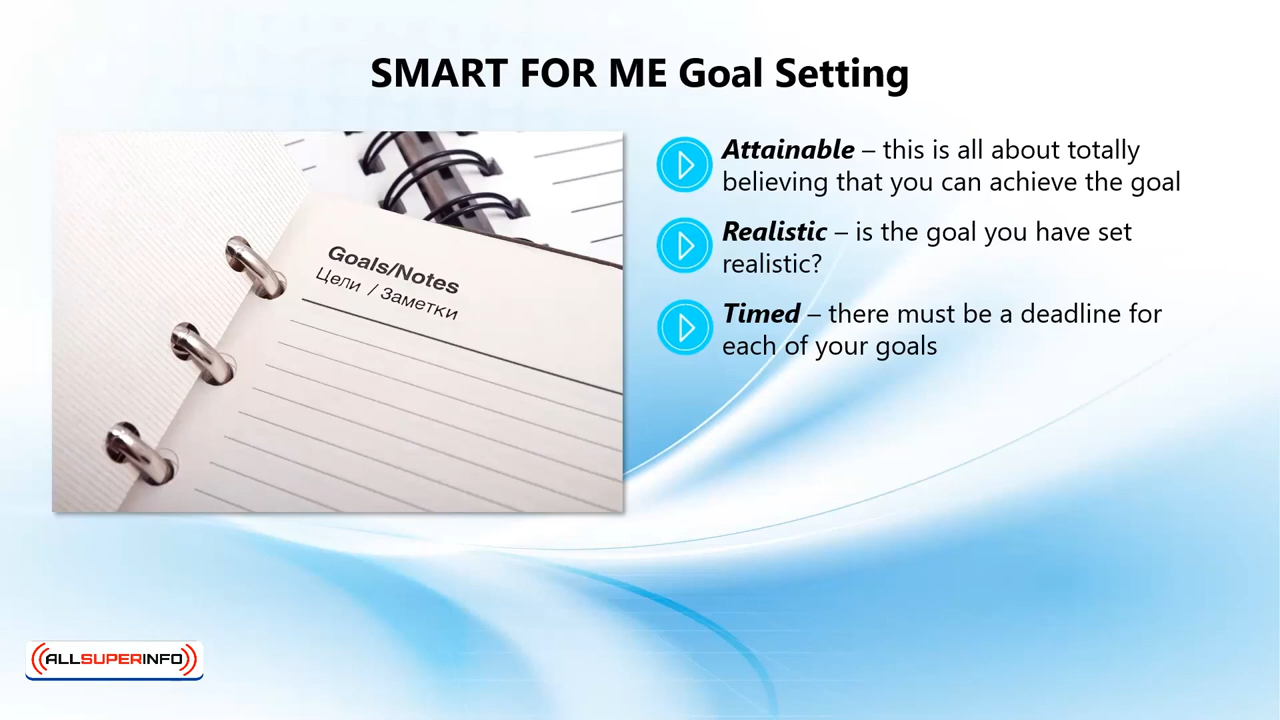 SMART FOR ME Goal Setting
Goals/Notes
Цели / Заметки
Attainable – this is all about totally
believing that you can achieve the goal
Realistic – is the goal you have set
realistic?
Timed – there must be a deadline for
each of your goals
ALLSUPERINFO